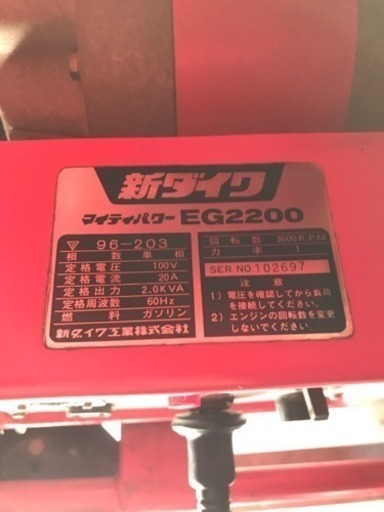 新ダイワ
マイティパワー EG2200
▽ 96-203
相数 単相
定格電圧 100V
定格電流 20A
定格出力 2.0KVA
定格周波数 60Hz
燃料 ガソリン
新ダイワ工業株式会社
回転数 3600R.P.M
力率 1
SER.NO.102697
注意
1) 電圧を確認してから負荷
を接続してください.
2) エンジンの回転数を変更
しないでください